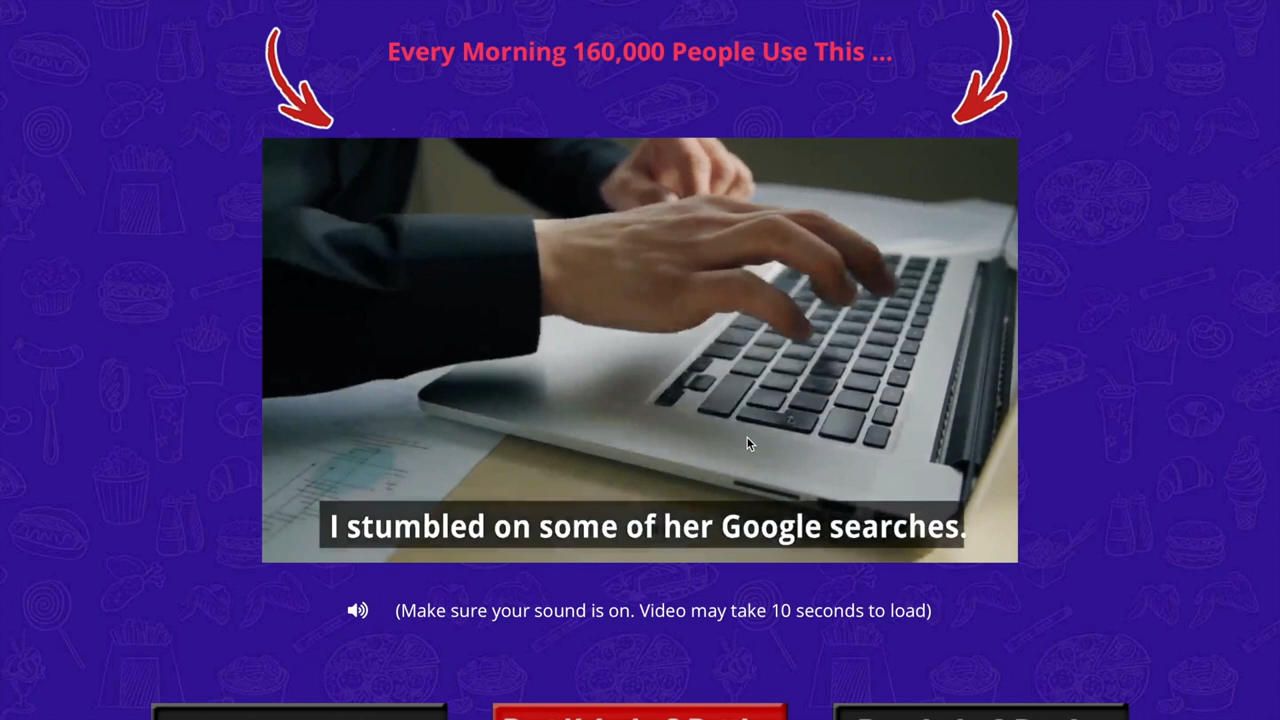 Every Morning 160,000 People Use This ...
I stumbled on some of her Google searches.
(Make sure your sound is on. Video may take 10 seconds to load)